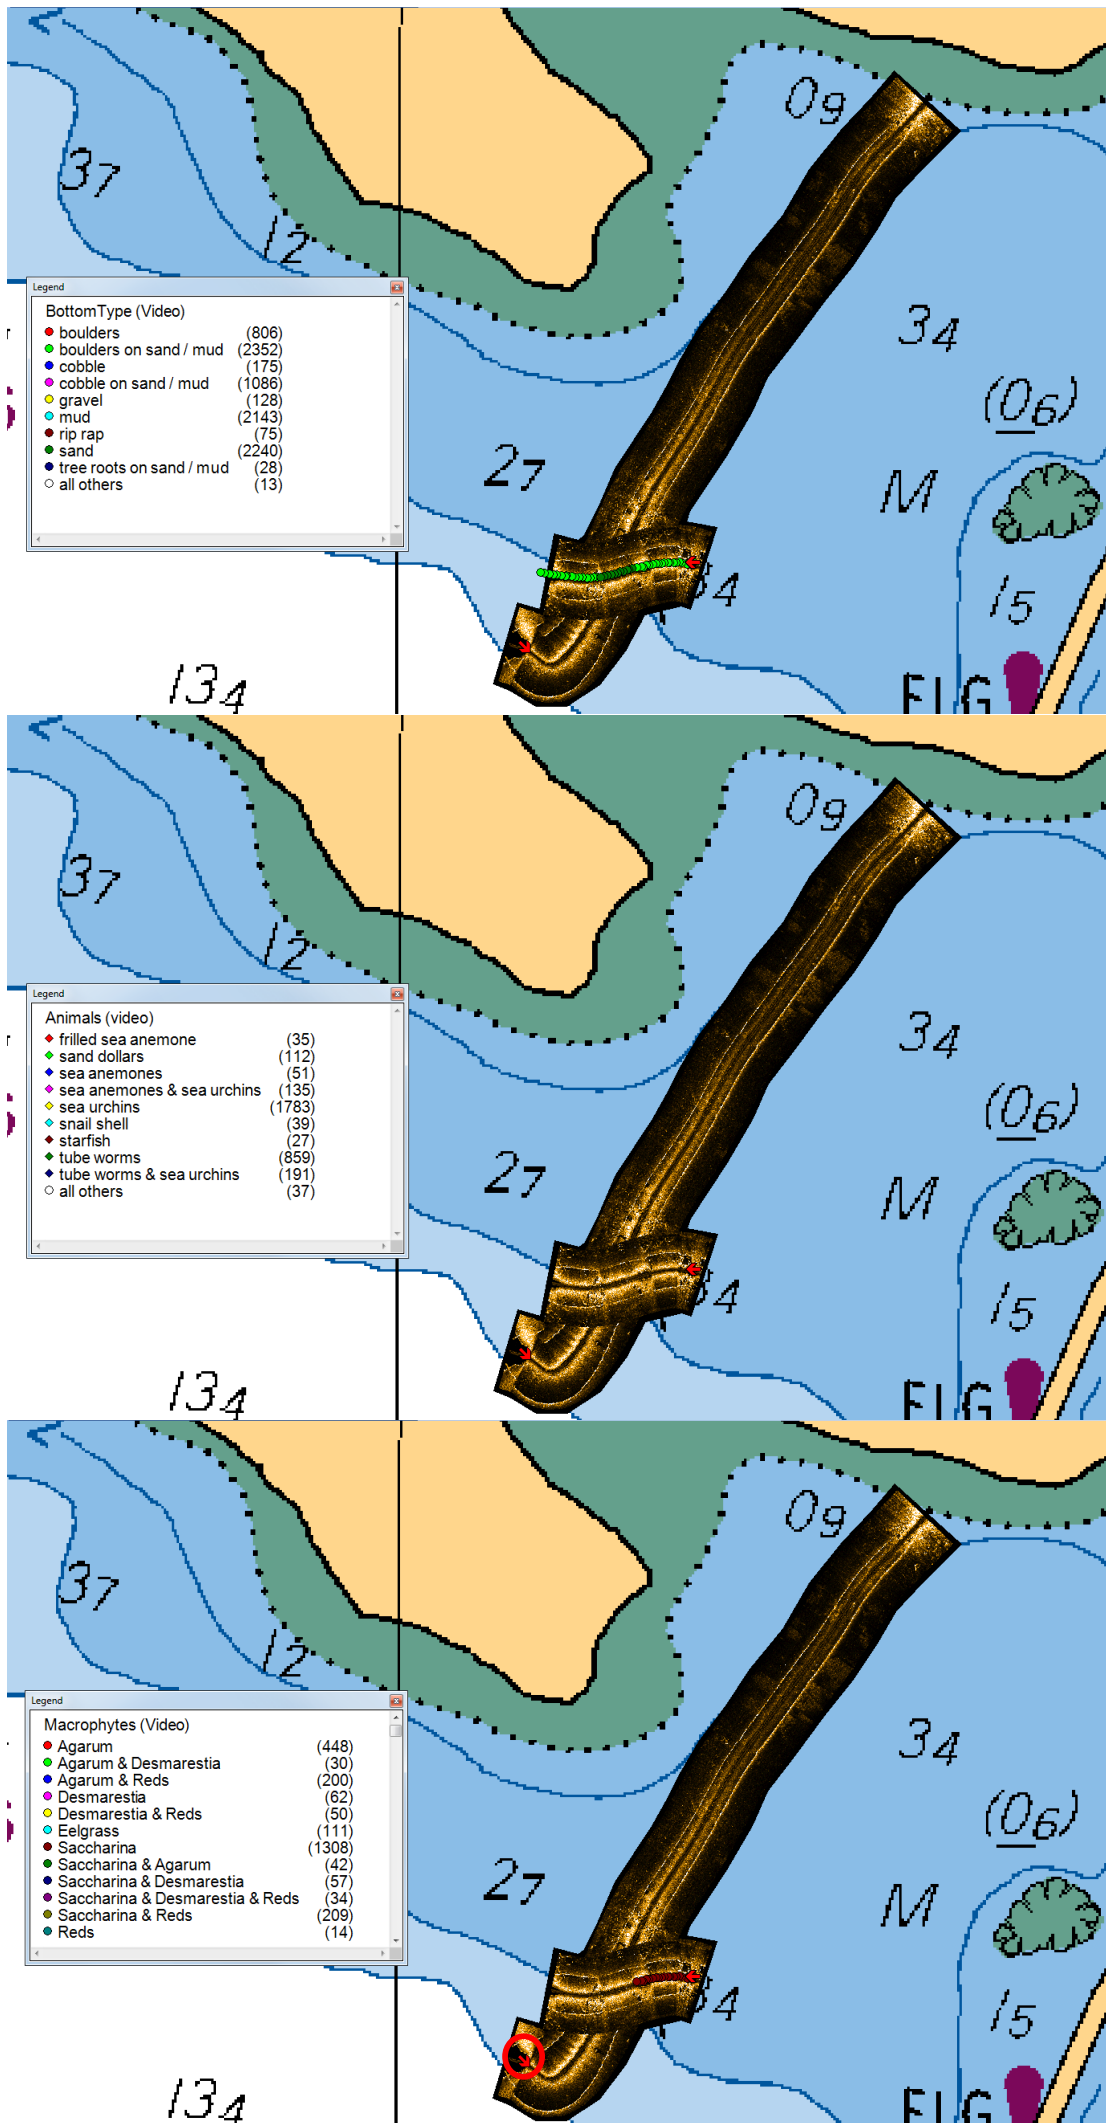 09
37
12
34
Legend
BottomType (Video)
boulders (806)
boulders on sand / mud (2352)
cobble (175)
cobble on sand / mud (1086)
gravel (128)
mud (2143)
rip rap (75)
sand (2240)
tree roots on sand / mud (28)
all others (13)
(06)
27
M
15
134
09
37
12
34
Legend
Animals (video)
frilled sea anemone (35)
sand dollars (112)
sea anemones (51)
sea anemones & sea urchins (135)
sea urchins (1783)
snail shell (39)
starfish (27)
tube worms (859)
tube worms & sea urchins (191)
all others (37)
(06)
27
M
15
134
09
37
12
34
Legend
Macrophytes (Video)
Agarum (448)
Agarum & Desmarestia (30)
Agarum & Reds (200)
Desmarestia (62)
Desmarestia & Reds (50)
Eelgrass (111)
Saccharina (1308)
Saccharina & Agarum (42)
Saccharina & Desmarestia (57)
Saccharina & Desmarestia & Reds (34)
Saccharina & Reds (209)
Reds (14)
(06)
27
M
15
134